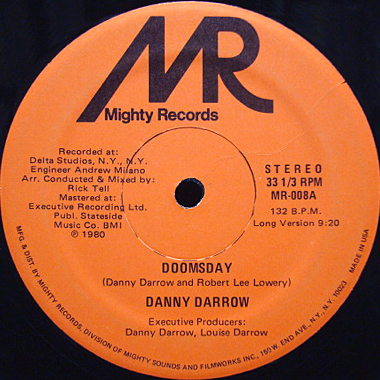 MR
Mighty Records
Recorded at:
Delta Studios, N.Y., N.Y.
Engineer Andrew Milano
Arr. Conducted & Mixed by:
Rick Tell
Mastered at:
Executive Recording Ltd.
Publ. Stateside
Music Co. BMI
℗ 1980
STEREO
33 1/3 RPM
MR-008A
132 B.P.M.
Long Version 9:20
DOOMSDAY
(Danny Darrow and Robert Lee Lowery)
DANNY DARROW
Executive Producers:
Danny Darrow, Louise Darrow
MFG. & DIST. BY MIGHTY RECORDS, DIVISION OF MIGHTY SOUNDS AND FILMWORKS INC., 150 W. END AVE., N.Y., N.Y. 10023 MADE IN USA